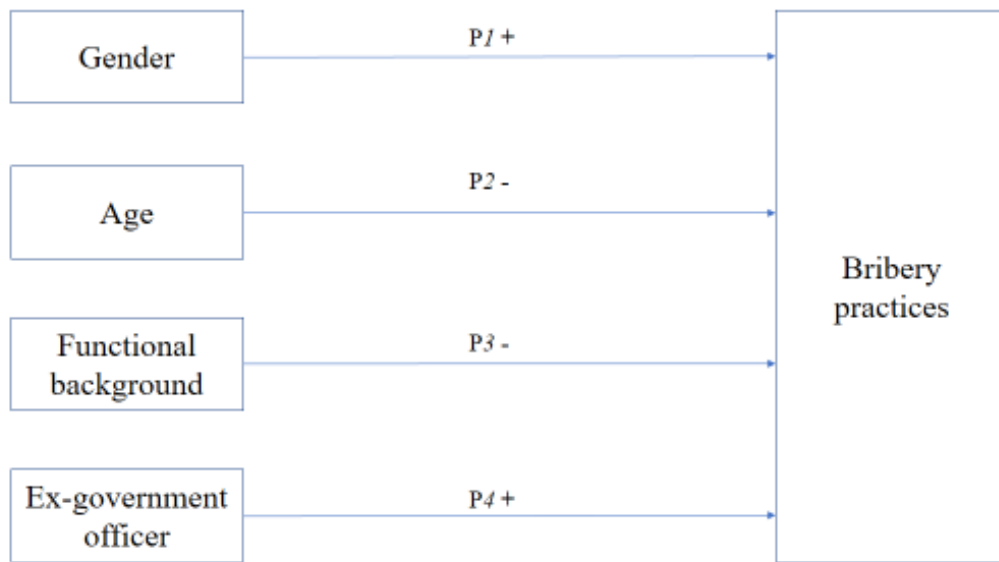 Gender
P1 +
Age
P2 -
Functional
background
P3 -
Ex-government
officer
P4 +
Bribery
practices